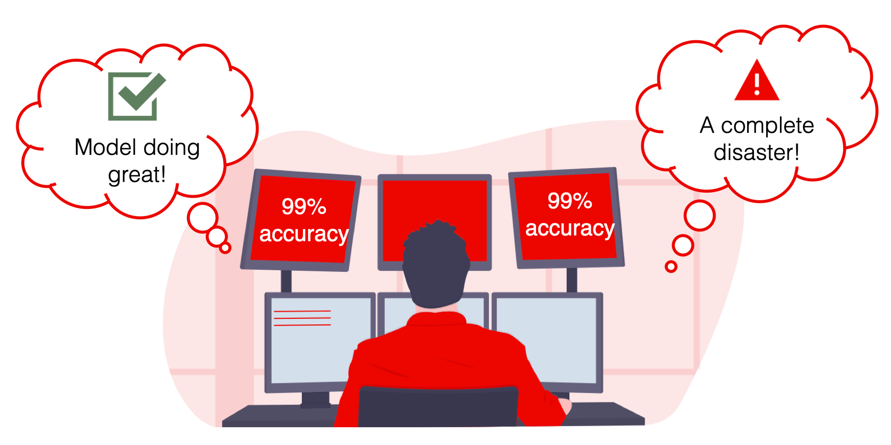 Model doing
great!
A complete
disaster!
99%
accuracy
99%
accuracy